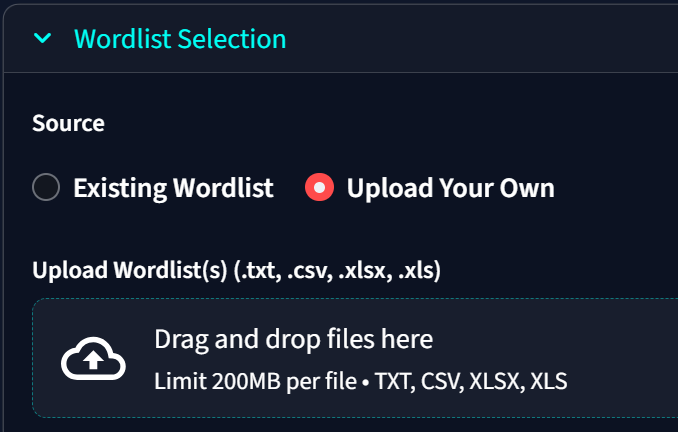 Wordlist Selection
Source
Existing Wordlist Upload Your Own
Upload Wordlist(s) (.txt, .csv, .xlsx, .xls)
Drag and drop files here
Limit 200MB per file • TXT, CSV, XLSX, XLS